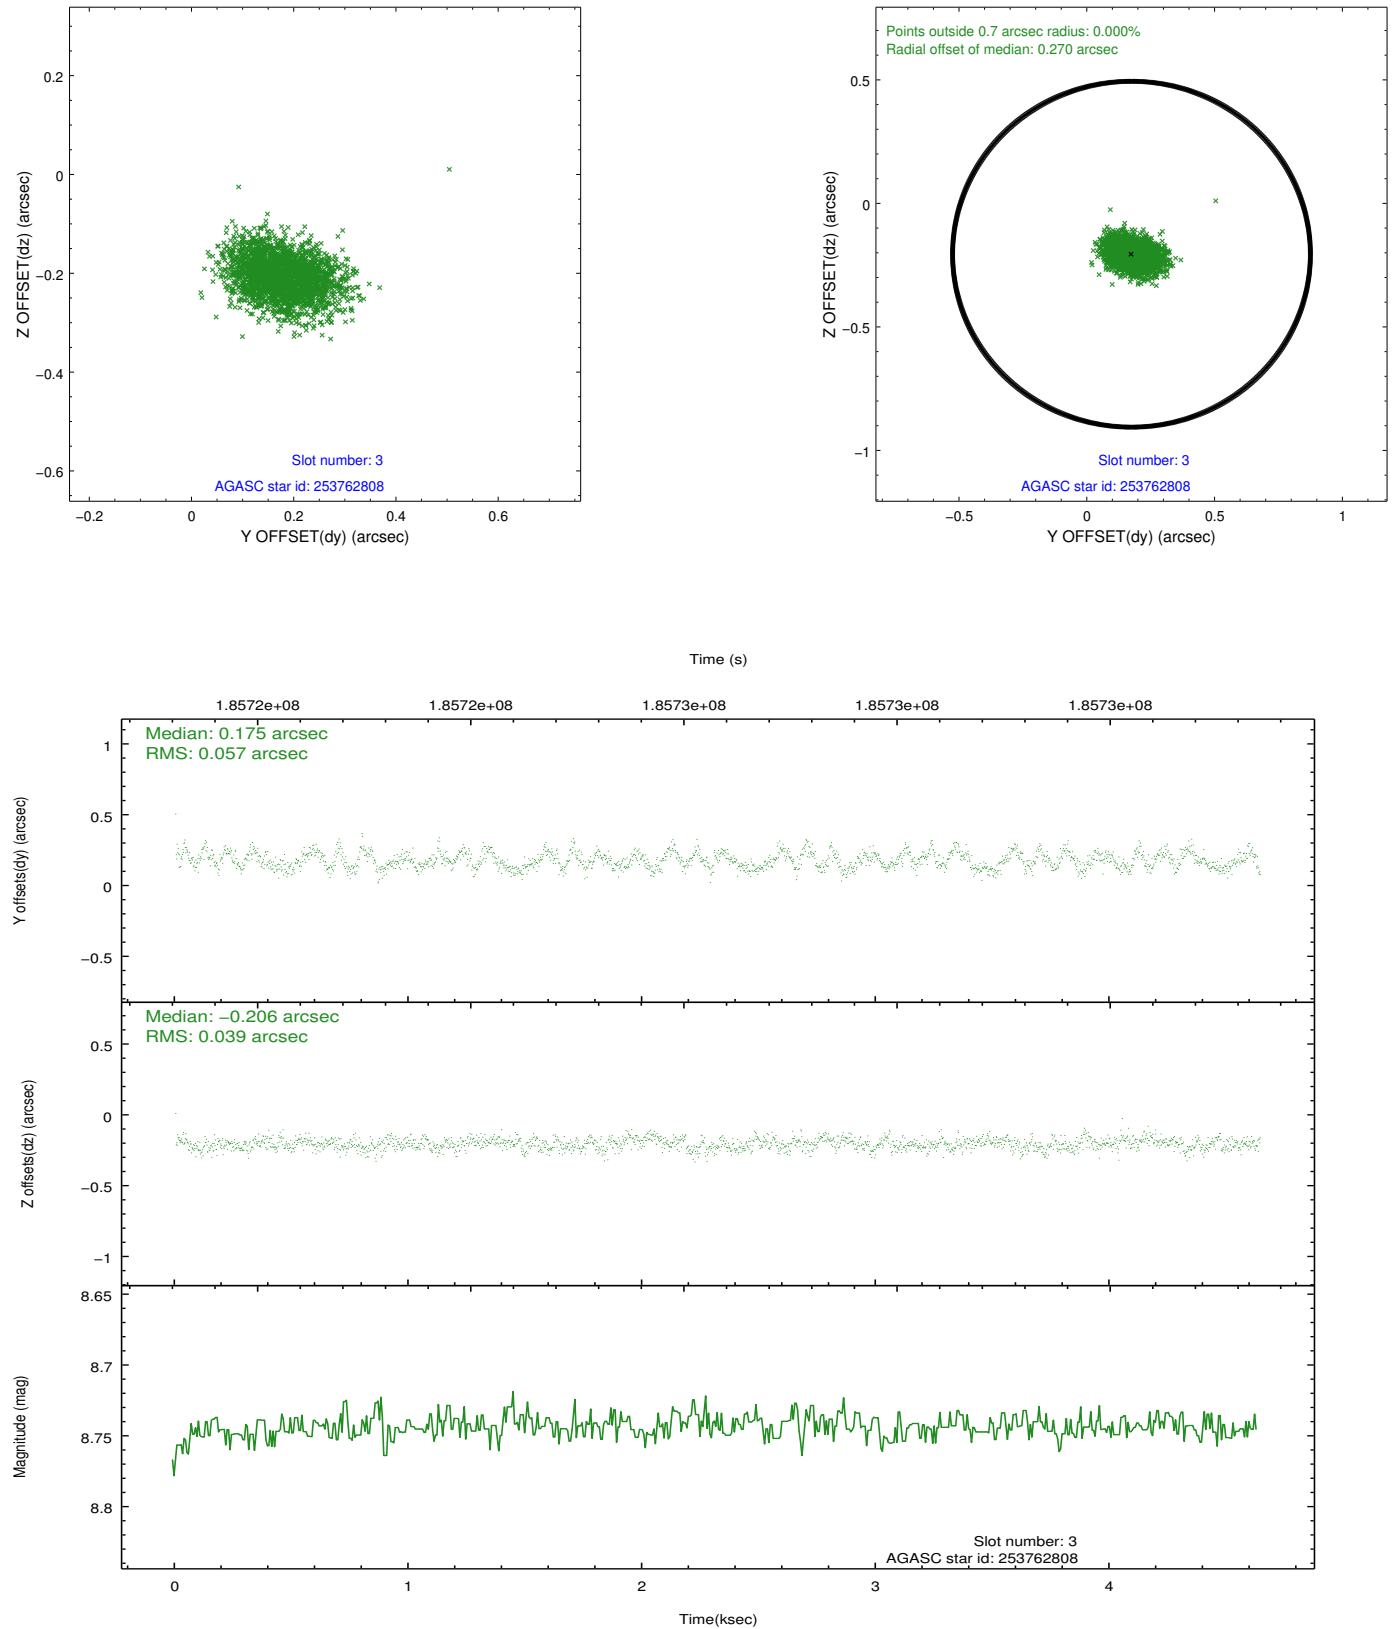 0.2
0
−0.2
−0.4
−0.6
Z OFFSET(dz) (arcsec)
Slot number: 3
AGASC star id: 253762808
−0.2
0
0.2
0.4
0.6
Y OFFSET(dy) (arcsec)
Points outside 0.7 arcsec radius: 0.000%
Radial offset of median: 0.270 arcsec
0.5
0
−0.5
−1
Z OFFSET(dz) (arcsec)
Slot number: 3
AGASC star id: 253762808
−0.5
0
0.5
1
Y OFFSET(dy) (arcsec)
Time (s)
1.8572e+08
1.8572e+08
1.8573e+08
1.8573e+08
1.8573e+08
Median: 0.175 arcsec
RMS: 0.057 arcsec
1
0.5
0
−0.5
Y offsets(dy) (arcsec)
Median: −0.206 arcsec
RMS: 0.039 arcsec
0.5
0
−0.5
−1
Z offsets(dz) (arcsec)
8.65
8.7
8.75
8.8
Magnitude (mag)
Slot number: 3
AGASC star id: 253762808
0
1
2
3
4
Time(ksec)